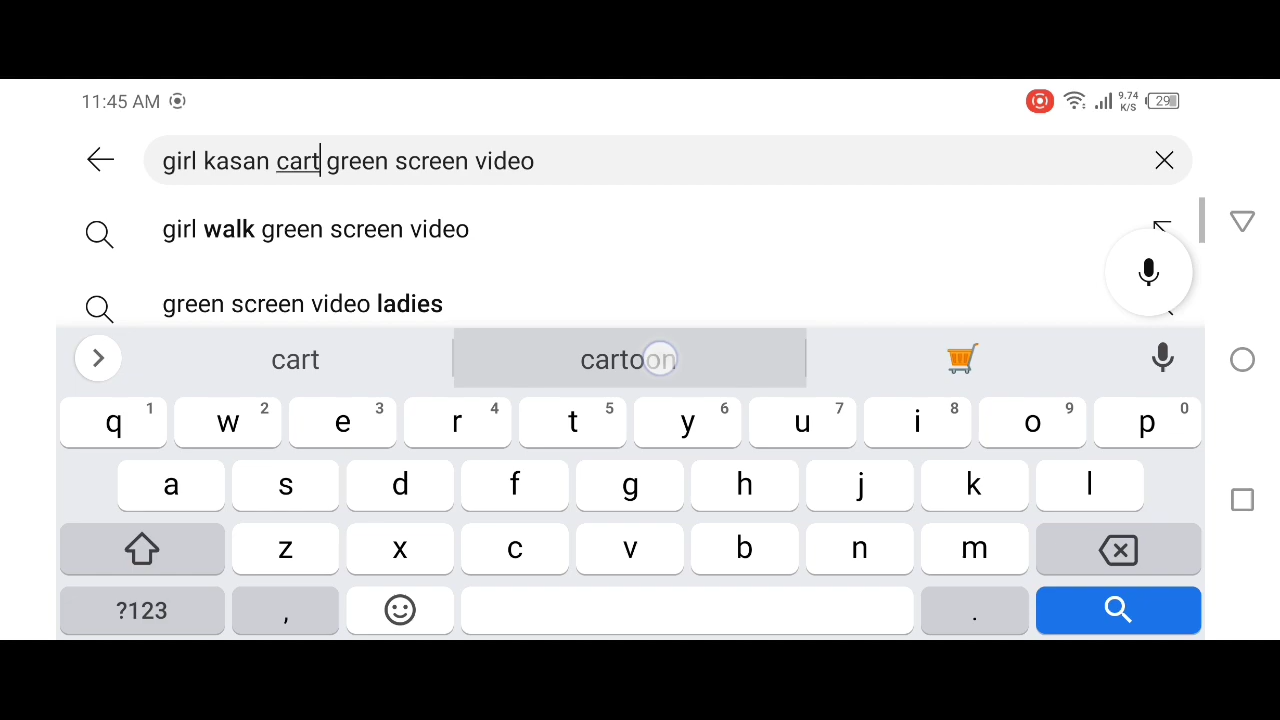 11:45 AM 9.74 K/S 29
girl kasan cart green screen video
girl walk green screen video
green screen video ladies
cart cartoon
q 1 w 2 e 3 r 4 t 5 y 6 u 7 i 8 o 9 p 0
a s d f g h j k l
z x c v b n m
?123 , .